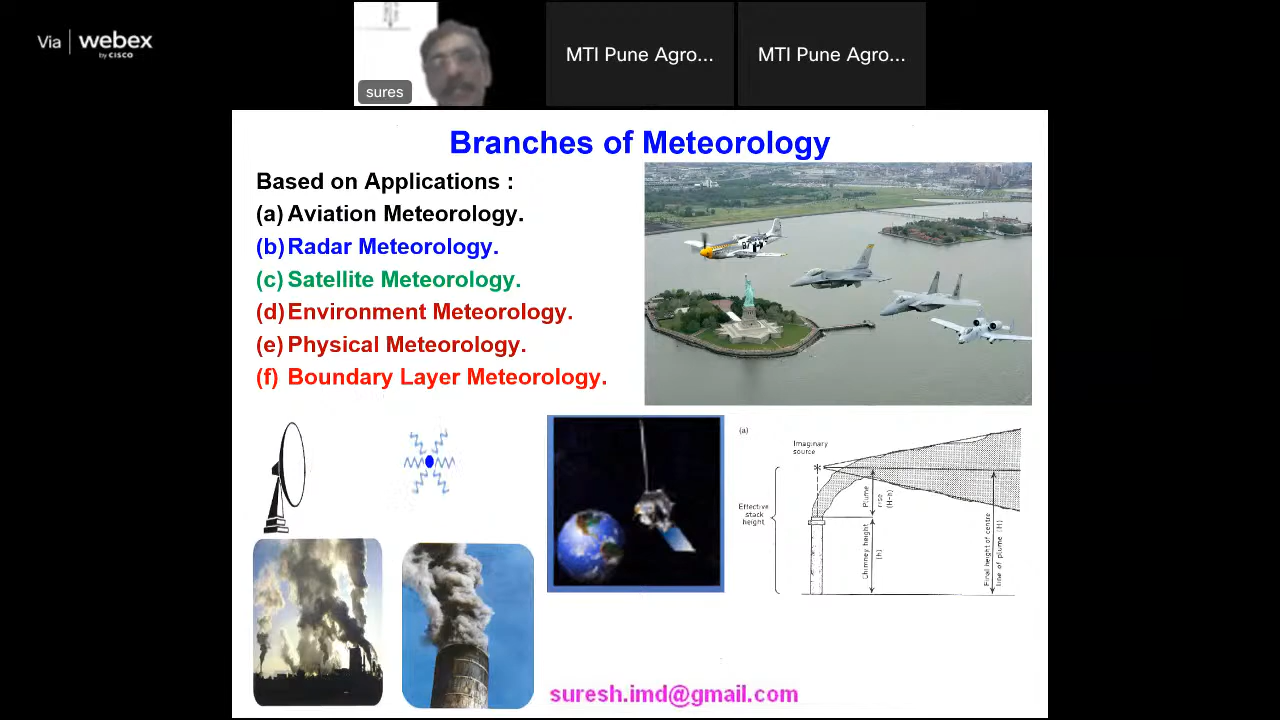 Via | webex
by CISCO
sures
MTI Pune Agro...
MTI Pune Agro...
Branches of Meteorology
Based on Applications :
(a) Aviation Meteorology.
(b) Radar Meteorology.
(c) Satellite Meteorology.
(d) Environment Meteorology.
(e) Physical Meteorology.
(f) Boundary Layer Meteorology.
(a)
Imaginary
source
Effective
stack
height
Plume
rise
(H-h)
Chimney height
(h)
Final height of centre
line of plume (H)
suresh.imd@gmail.com